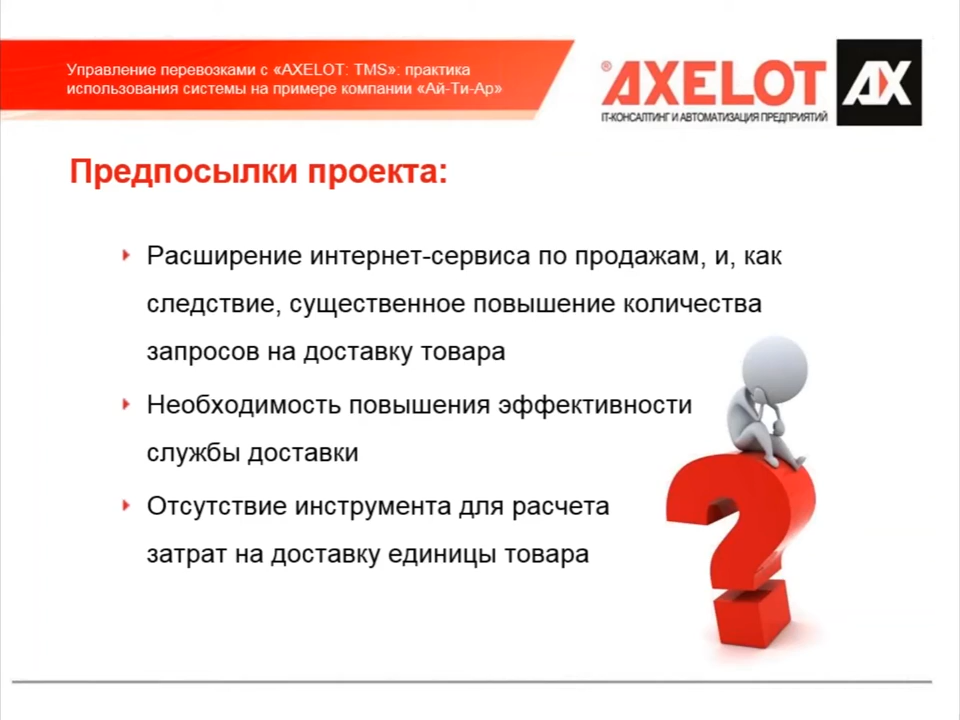 Управление перевозками с «AXELOT: TMS»: практика
использования системы на примере компании «Ай-Ти-Ар»
®AXELOT AX
IT-КОНСАЛТИНГ И АВТОМАТИЗАЦИЯ ПРЕДПРИЯТИЙ
Предпосылки проекта:
Расширение интернет-сервиса по продажам, и, как
следствие, существенное повышение количества
запросов на доставку товара
Необходимость повышения эффективности
службы доставки
Отсутствие инструмента для расчета
затрат на доставку единицы товара